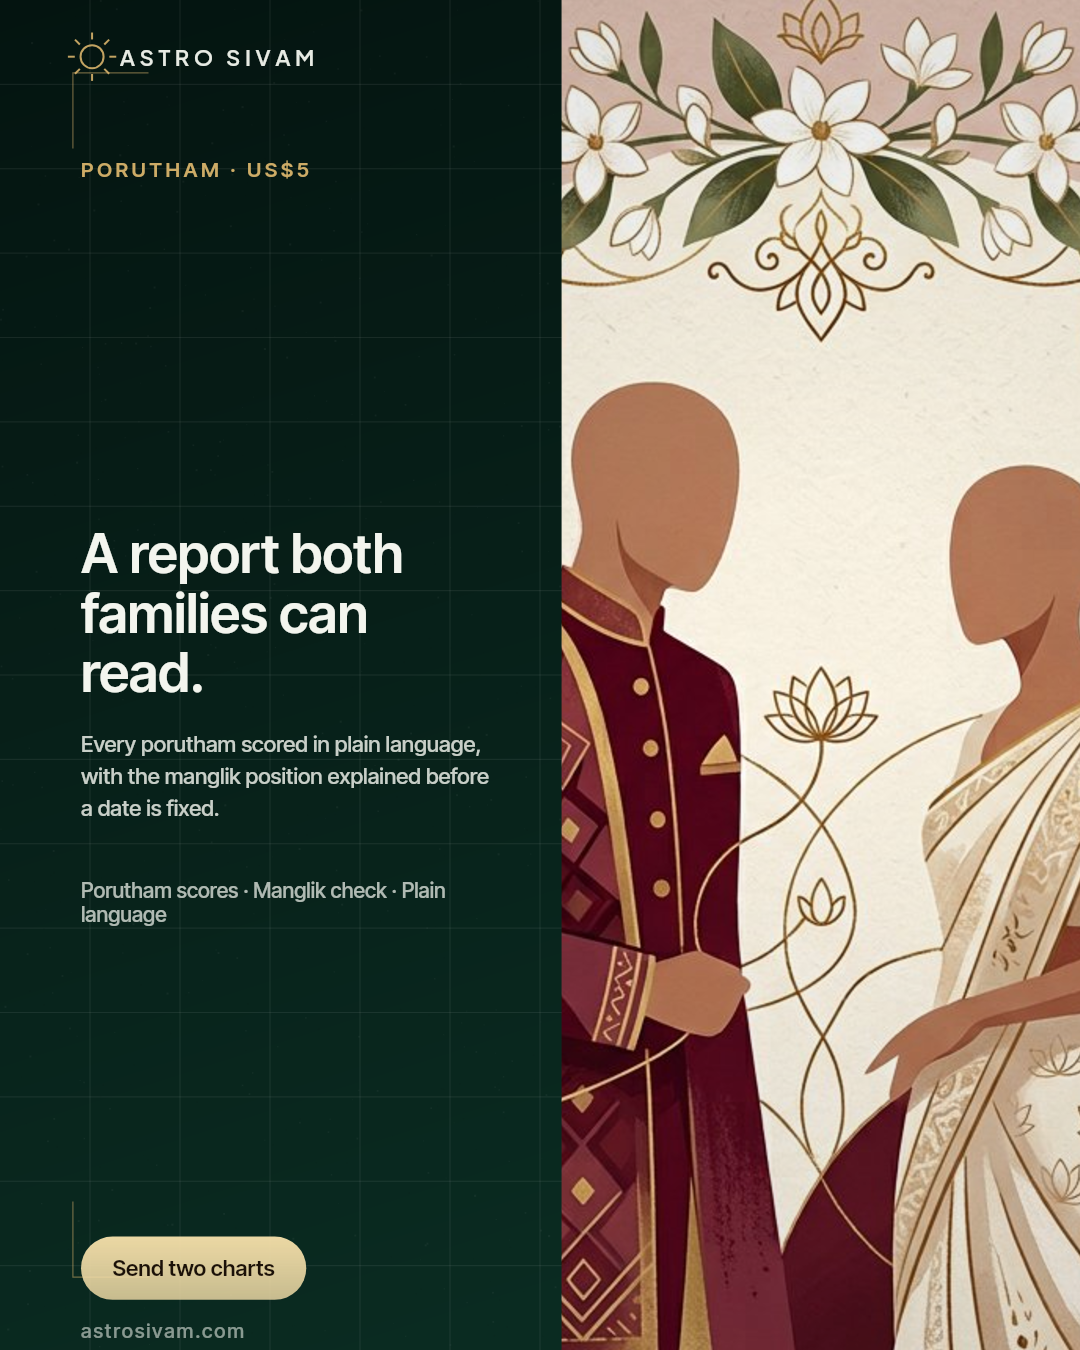 ASTRO SIVAM
PORUTHAM · US$5
A report both
families can
read.
Every porutham scored in plain language,
with the manglik position explained before
a date is fixed.
Porutham scores · Manglik check · Plain
language
Send two charts
astrosivam.com